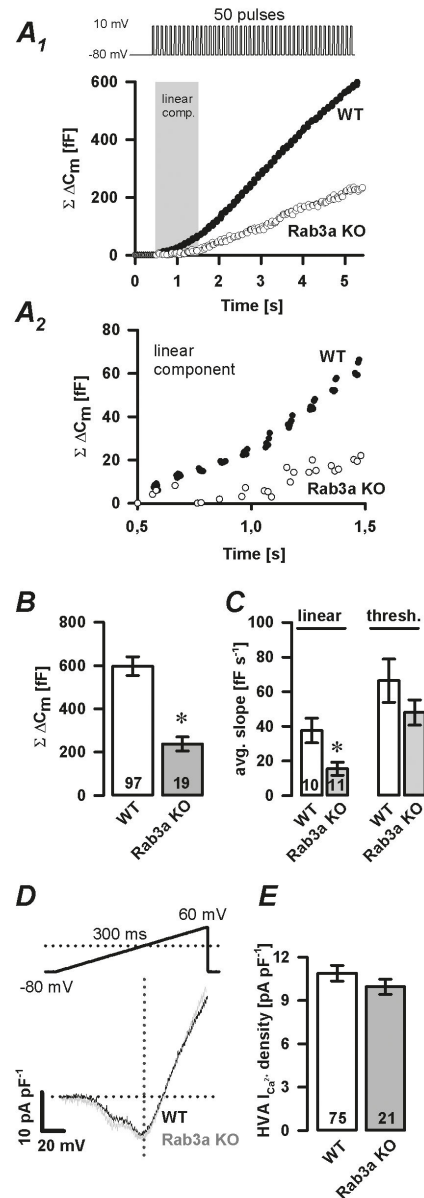 A1
50 pulses
10 mV
-80 mV
Σ ΔCm [fF]
600
400
200
0
linear
comp.
WT
Rab3a KO
0 1 2 3 4 5
Time [s]
A2
Σ ΔCm [fF]
80
60
40
20
0
linear
component
WT
Rab3a KO
0,5 1,0 1,5
Time [s]
B
Σ ΔCm [fF]
800
600
400
200
0
*
97 19
WT Rab3a KO
C
linear thresh.
avg. slope [fF s⁻¹]
100
80
60
40
20
0
*
10 11
WT Rab3a KO WT Rab3a KO
D
300 ms
60 mV
-80 mV
10 pA pF⁻¹
20 mV
WT
Rab3a KO
E
HVA ICa²⁺ density [pA pF⁻¹]
12
9
6
3
0
75 21
WT Rab3a KO